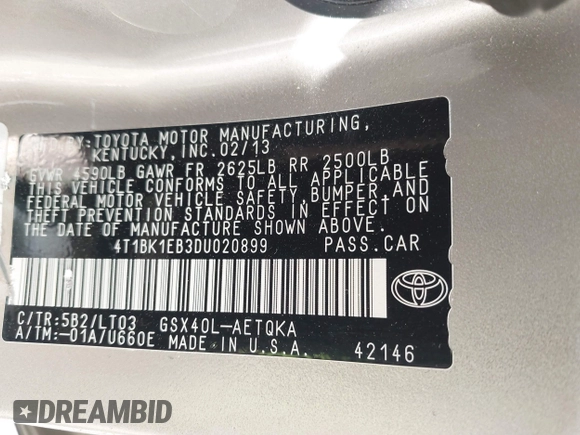 MFD. BY: TOYOTA MOTOR MANUFACTURING,
KENTUCKY, INC. 02/13
GVWR 4590LB GAWR FR 2625LB RR 2500LB
THIS VEHICLE CONFORMS TO ALL APPLICABLE
FEDERAL MOTOR VEHICLE SAFETY, BUMPER, AND
THEFT PREVENTION STANDARDS IN EFFECT ON
THE DATE OF MANUFACTURE SHOWN ABOVE.
4T1BK1EB3DU020899 PASS.CAR
C/TR:5B2/LT03 GSX40L-AETQKA
A/TM:-01A/U660E
MADE IN U.S.A. 42146
DREAMBID